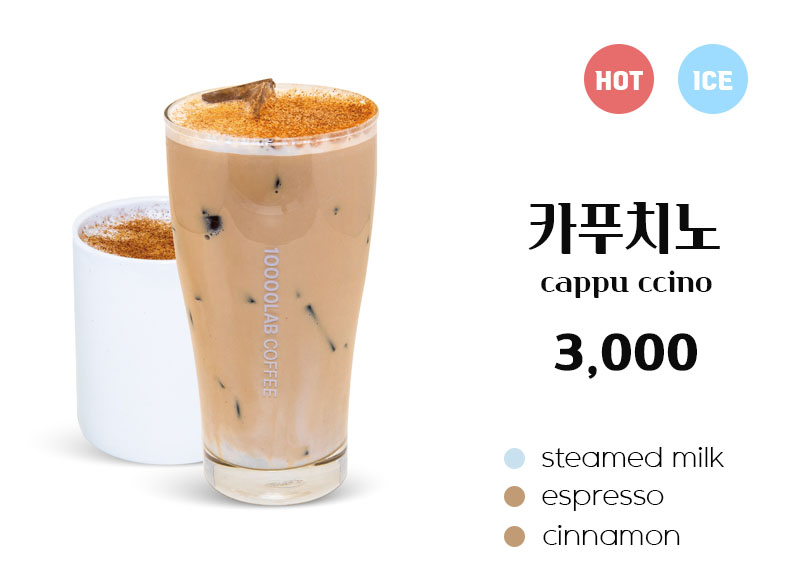 HOT ICE
10000LAB COFFEE
카푸치노
cappu ccino
3,000
steamed milk
espresso
cinnamon